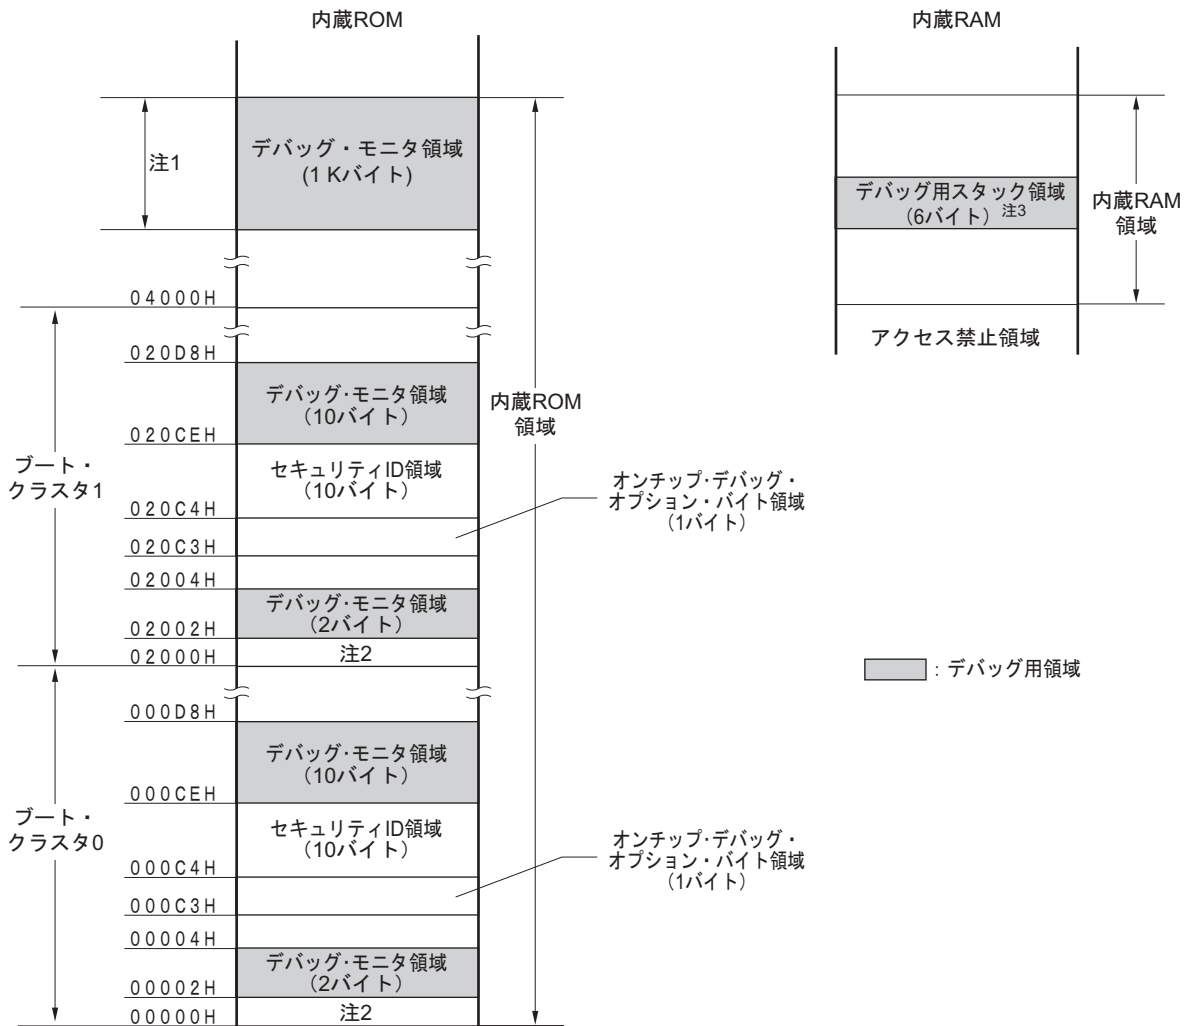 内蔵ROM
内蔵RAM
注1
デバッグ・モニタ領域
(1 Kバイト)
デバッグ用スタック領域
(6バイト) 注3
内蔵RAM
領域
アクセス禁止領域
04000H
020D8H
デバッグ・モニタ領域
(10バイト)
内蔵ROM
領域
020CEH
ブート・
クラスタ1
セキュリティID領域
(10バイト)
オンチップ・デバッグ・
オプション・バイト領域
(1バイト)
020C4H
020C3H
02004H
デバッグ・モニタ領域
(2バイト)
02002H
02000H
注2
：デバッグ用領域
000D8H
デバッグ・モニタ領域
(10バイト)
000CEH
ブート・
クラスタ0
セキュリティID領域
(10バイト)
オンチップ・デバッグ・
オプション・バイト領域
(1バイト)
000C4H
000C3H
00004H
デバッグ・モニタ領域
(2バイト)
00002H
00000H
注2